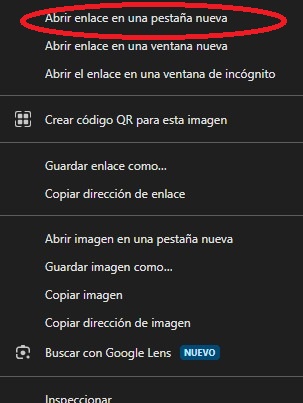 Abrir enlace en una pestaña nueva
Abrir enlace en una ventana nueva
Abrir el enlace en una ventana de incógnito
Crear código QR para esta imagen
Guardar enlace como...
Copiar dirección de enlace
Abrir imagen en una pestaña nueva
Guardar imagen como...
Copiar imagen
Copiar dirección de imagen
Buscar con Google Lens NUEVO
Inspeccionar